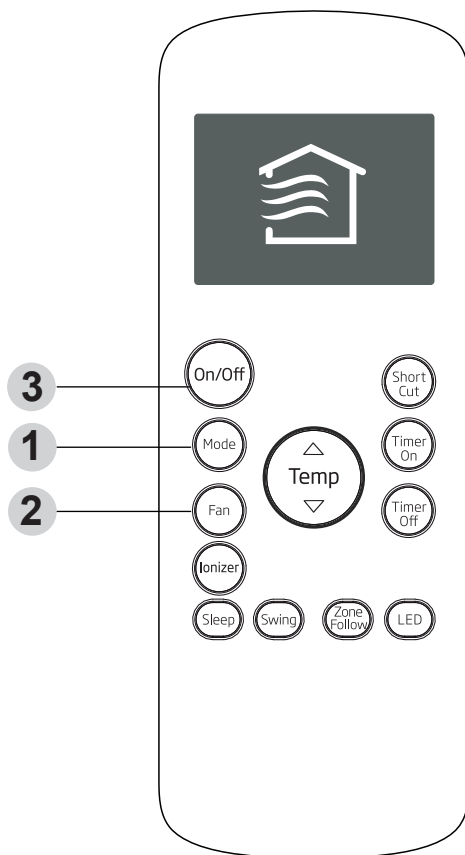 3
On/Off
Short
Cut
1
Mode
Temp
Timer
On
2
Fan
Timer
Off
Ionizer
Sleep
Swing
Zone
Follow
LED